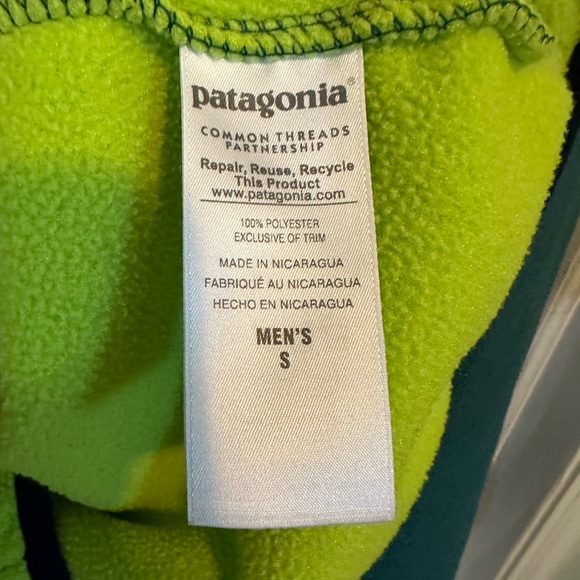 patagonia®
COMMON THREADS
PARTNERSHIP
Repair, Reuse, Recycle
This Product
www.patagonia.com
100% POLYESTER
EXCLUSIVE OF TRIM
MADE IN NICARAGUA
FABRIQUÉ AU NICARAGUA
HECHO EN NICARAGUA
MEN'S
S